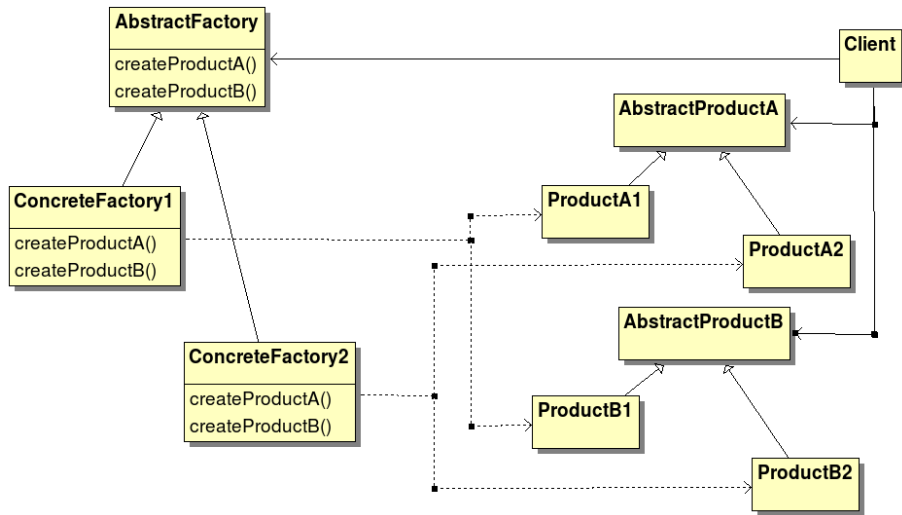 AbstractFactory
createProductA()
createProductB()
Client
AbstractProductA
ConcreteFactory1
createProductA()
createProductB()
ProductA1
ProductA2
AbstractProductB
ConcreteFactory2
createProductA()
createProductB()
ProductB1
ProductB2